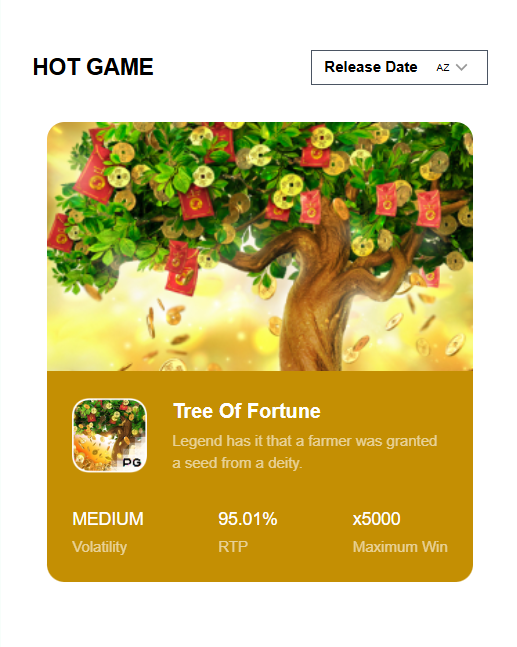 HOT GAME
Release Date AZ
Tree Of Fortune
Legend has it that a farmer was granted
a seed from a deity.
PG
MEDIUM 95.01% x5000
Volatility RTP Maximum Win